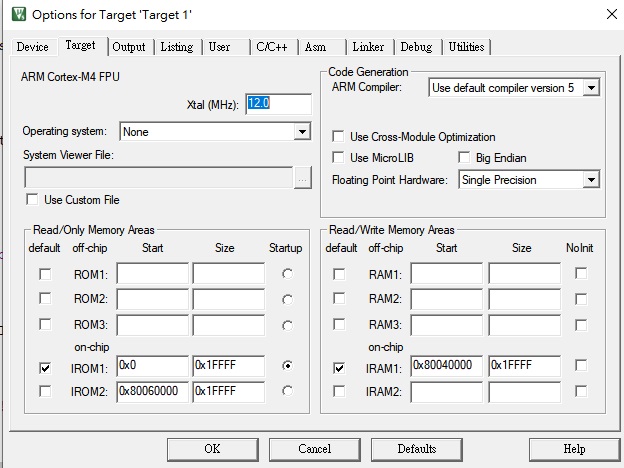 Options for Target 'Target 1'
Device Target Output Listing User C/C++ Asm Linker Debug Utilities
ARM Cortex-M4 FPU
Xtal (MHz): 12.0
Operating system: None
System Viewer File:
...
Use Custom File
Code Generation
ARM Compiler: Use default compiler version 5
Use Cross-Module Optimization
Use MicroLIB Big Endian
Floating Point Hardware: Single Precision
Read/Only Memory Areas
default off-chip Start Size Startup
ROM1:
ROM2:
ROM3:
on-chip
IROM1: 0x0 0x1FFFF
IROM2: 0x80060000 0x1FFFF
Read/Write Memory Areas
default off-chip Start Size NoInit
RAM1:
RAM2:
RAM3:
on-chip
IRAM1: 0x80040000 0x1FFFF
IRAM2:
OK Cancel Defaults Help